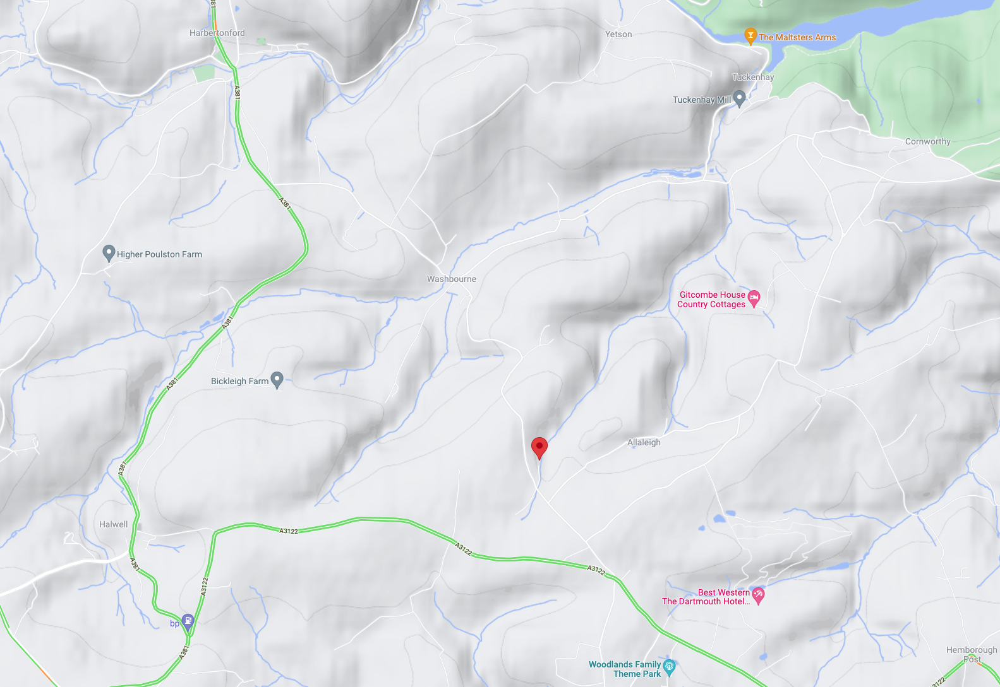 A381
Harbertonford
Yetson
The Maltsters Arms
Tuckenhay
A381
Tuckenhay Mill
Cornworthy
A381
Higher Poulston Farm
Washbourne
Gitcombe House
Country Cottages
A381
Bickleigh Farm
A381
Allaleigh
A381
Halwell
A3122
A3122
A381
A3122
A3122
Best Western
The Dartmouth Hotel...
bp
A381
Hemborough
Post
Woodlands Family
Theme Park
A3122